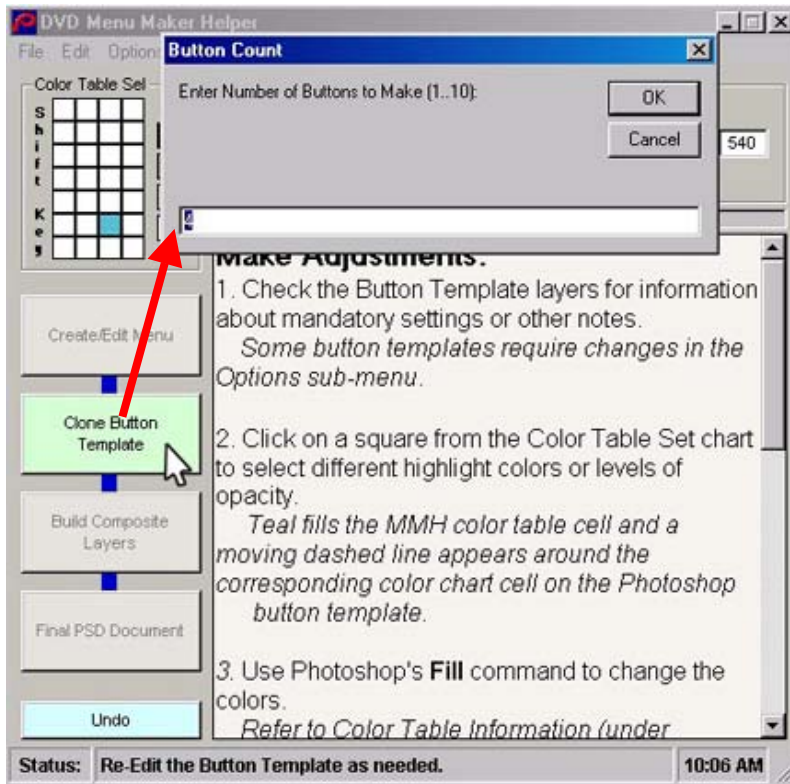 DVD Menu Maker Helper
File Edit Option
Button Count
Enter Number of Buttons to Make (1..10):
OK
Cancel
4
Color Table Sel
Shift Key
540
Make Adjustments:
1. Check the Button Template layers for information
about mandatory settings or other notes.
Some button templates require changes in the
Options sub-menu.
2. Click on a square from the Color Table Set chart
to select different highlight colors or levels of
opacity.
Teal fills the MMH color table cell and a
moving dashed line appears around the
corresponding color chart cell on the Photoshop
button template.
3. Use Photoshop's Fill command to change the
colors.
Refer to Color Table Information (under
Create/Edit Menu
Clone Button
Template
Build Composite
Layers
Final PSD Document
Undo
Status: Re-Edit the Button Template as needed. 10:06 AM